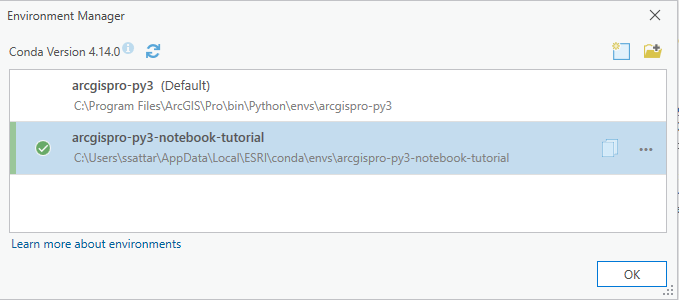 Environment Manager
Conda Version 4.14.0
arcgispro-py3 (Default)
C:\Program Files\ArcGIS\Pro\bin\Python\envs\arcgispro-py3
arcgispro-py3-notebook-tutorial
C:\Users\ssattar\AppData\Local\ESRI\conda\envs\arcgispro-py3-notebook-tutorial
Learn more about environments
OK